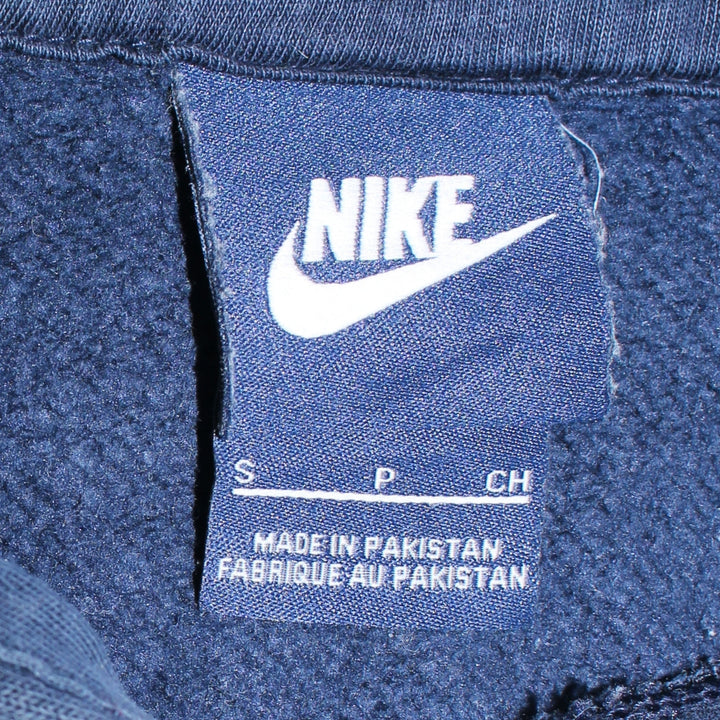 NIKE
S P CH
MADE IN PAKISTAN
FABRIQUE AU PAKISTAN